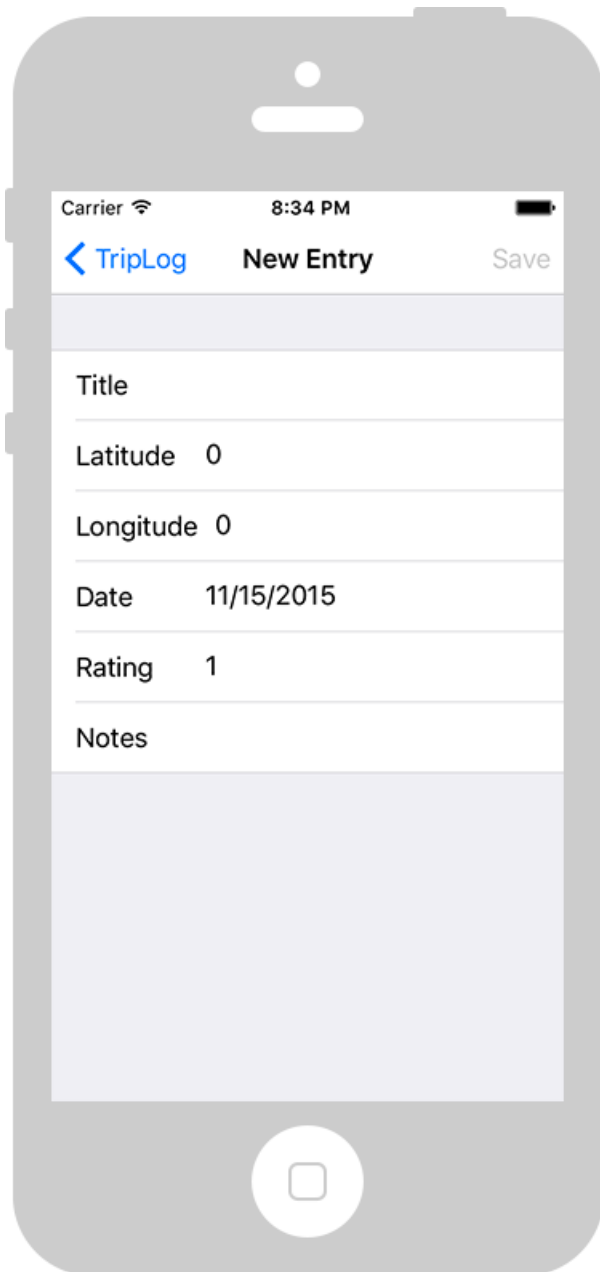 Carrier 8:34 PM
TripLog New Entry Save
Title
Latitude 0
Longitude 0
Date 11/15/2015
Rating 1
Notes